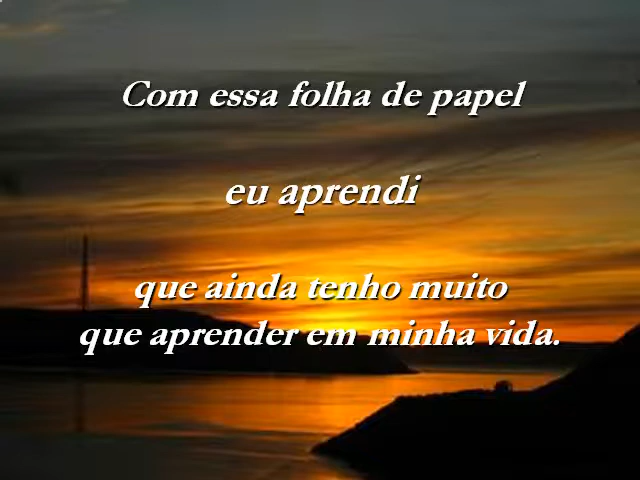 Com essa folha de papel
eu aprendi
que ainda tenho muito
que aprender em minha vida.